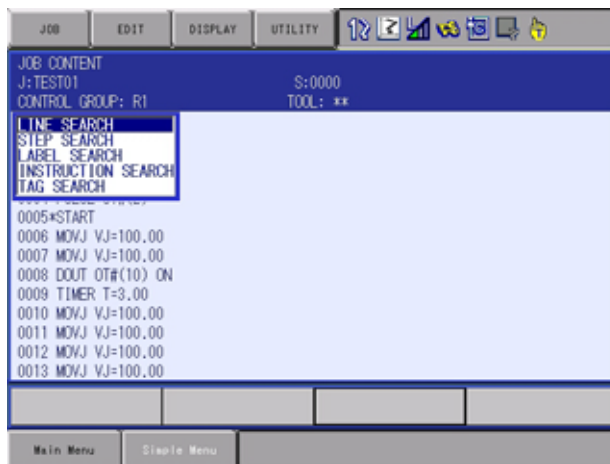 JOB EDIT DISPLAY UTILITY
JOB CONTENT
J:TEST01 S:0000
CONTROL GROUP: R1 TOOL: **
LINE SEARCH
STEP SEARCH
LABEL SEARCH
INSTRUCTION SEARCH
TAG SEARCH
0005*START
0006 MOVJ VJ=100.00
0007 MOVJ VJ=100.00
0008 DOUT OT#(10) ON
0009 TIMER T=3.00
0010 MOVJ VJ=100.00
0011 MOVJ VJ=100.00
0012 MOVJ VJ=100.00
0013 MOVJ VJ=100.00
Main Menu Simple Menu